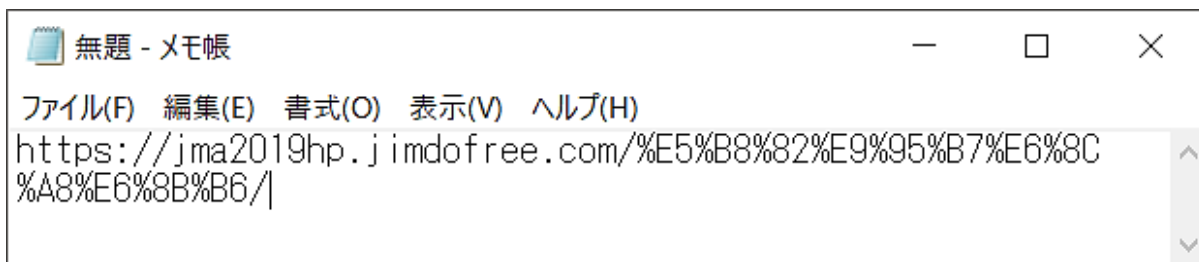 無題 - メモ帳
ファイル(F) 編集(E) 書式(O) 表示(V) ヘルプ(H)
https://jma2019hp.jimdofree.com/%E5%B8%82%E9%95%B7%E6%8C
%A8%E6%8B%B6/